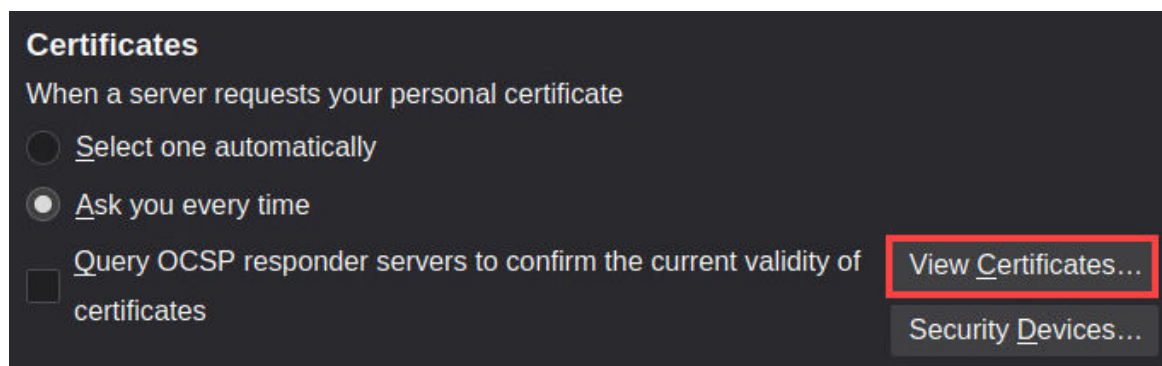 Certificates
When a server requests your personal certificate
Select one automatically
Ask you every time
Query OCSP responder servers to confirm the current validity of
certificates
View Certificates…
Security Devices…